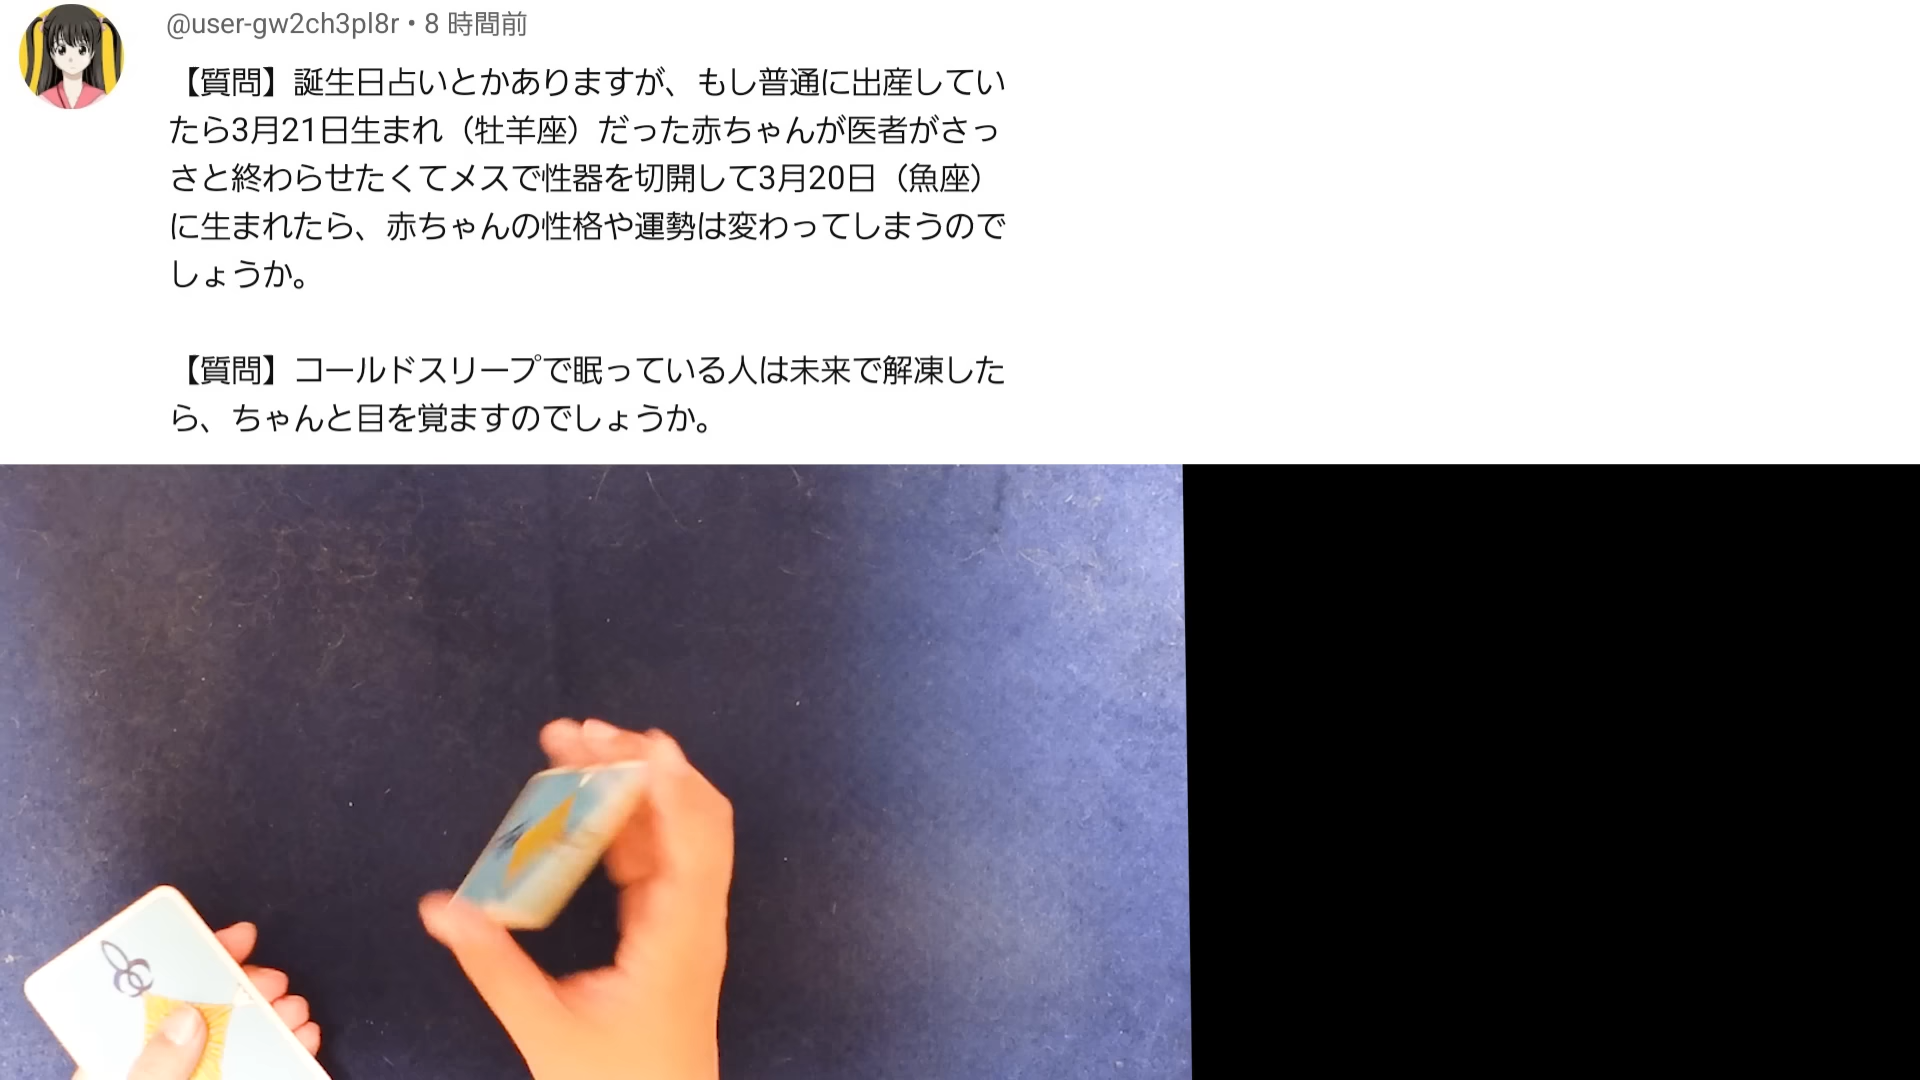 @user-gw2ch3pl8r • 8 時間前
【質問】誕生日占いとかありますが、もし普通に出産してい
たら3月21日生まれ（牡羊座）だった赤ちゃんが医者がさっ
さと終わらせたくてメスで性器を切開して3月20日（魚座）
に生まれたら、赤ちゃんの性格や運勢は変わってしまうので
しょうか。
【質問】コールドスリープで眠っている人は未来で解凍した
ら、ちゃんと目を覚ますのでしょうか。